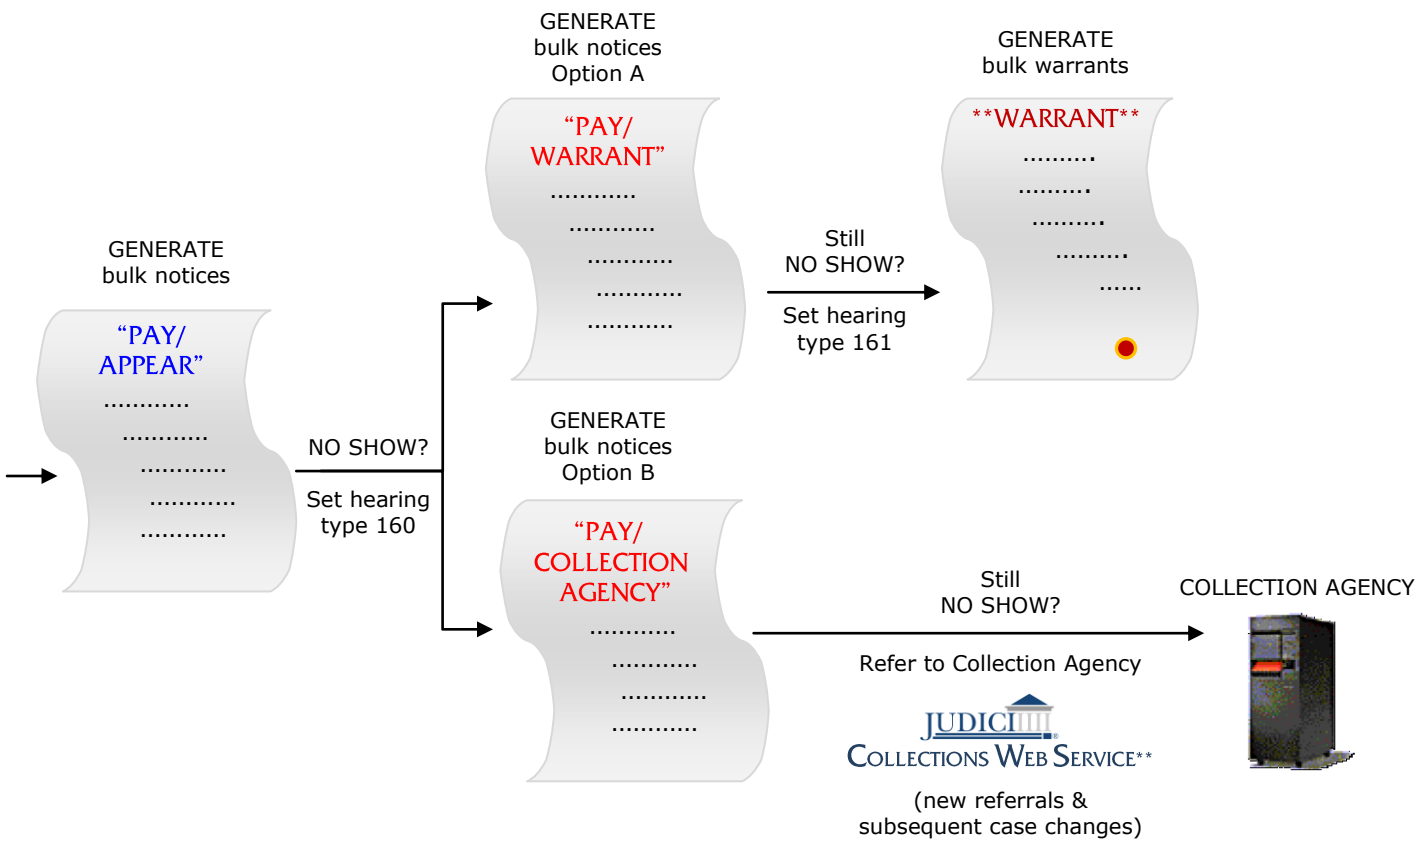 GENERATE
bulk notices
“PAY/
APPEAR”
............
............
............
............
............
NO SHOW?
Set hearing
type 160
GENERATE
bulk notices
Option A
“PAY/
WARRANT”
............
............
............
............
............
Still
NO SHOW?
Set hearing
type 161
GENERATE
bulk warrants
**WARRANT**
..........
..........
..........
..........
......
GENERATE
bulk notices
Option B
“PAY/
COLLECTION
AGENCY”
............
............
............
............
Still
NO SHOW?
Refer to Collection Agency
JUDICI®
COLLECTIONS WEB SERVICE**
(new referrals &
subsequent case changes)
COLLECTION AGENCY